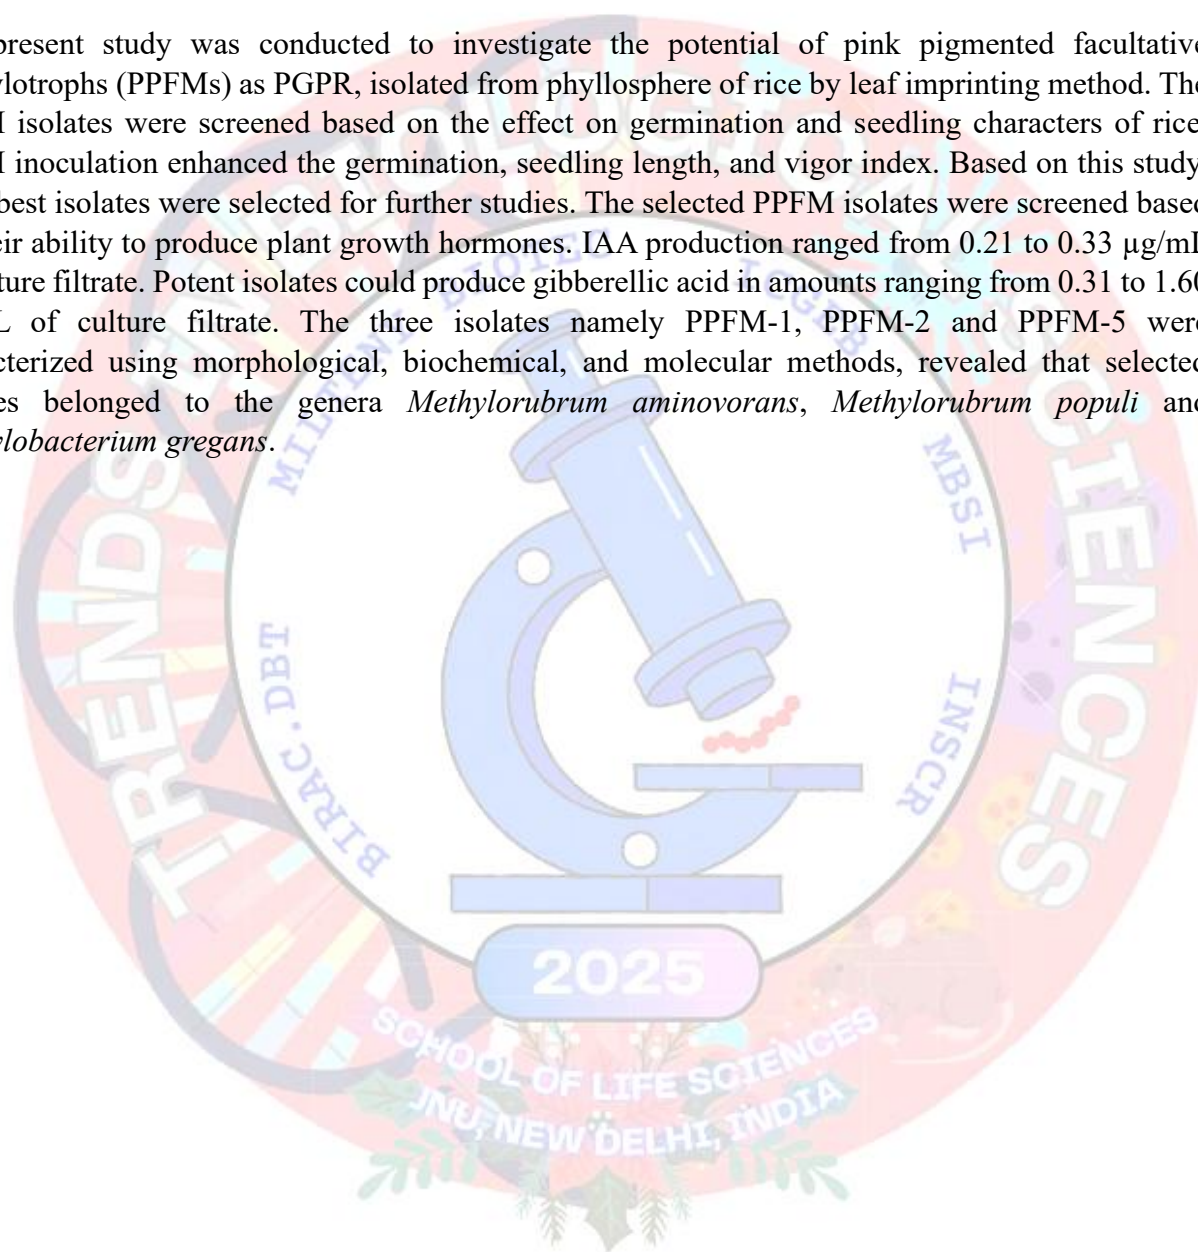 present study was conducted to investigate the potential of pink pigmented facultative
ylotrophs (PPFMs) as PGPR, isolated from phyllosphere of rice by leaf imprinting method. The
I isolates were screened based on the effect on germination and seedling characters of rice
I inoculation enhanced the germination, seedling length, and vigor index. Based on this study
best isolates were selected for further studies. The selected PPFM isolates were screened based
eir ability to produce plant growth hormones. IAA production ranged from 0.21 to 0.33 µg/mL
ture filtrate. Potent isolates could produce gibberellic acid in amounts ranging from 0.31 to 1.60
L of culture filtrate. The three isolates namely PPFM-1, PPFM-2 and PPFM-5 were
cterized using morphological, biochemical, and molecular methods, revealed that selected
es belonged to the genera Methylorubrum aminovorans, Methylorubrum populi and
ylobacterium gregans.
TRENDS
SCIENCES
MILTENYI BIOTEC
ICGEB
MBSI
BIRAC.DBT
INSCR
2025
SCHOOL OF LIFE SCIENCES
JNU, NEW DELHI, INDIA